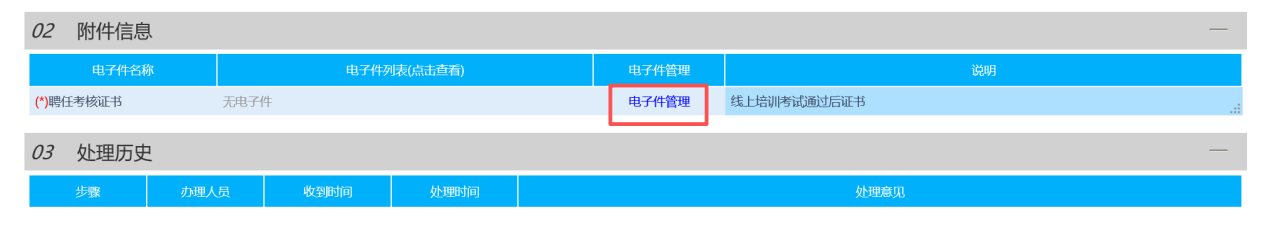 02 附件信息
电子件名称 电子件列表(点击查看) 电子件管理 说明
(*)聘任考核证书 无电子件 电子件管理 线上培训考试通过后证书
03 处理历史
步骤 办理人员 收到时间 处理时间 处理意见